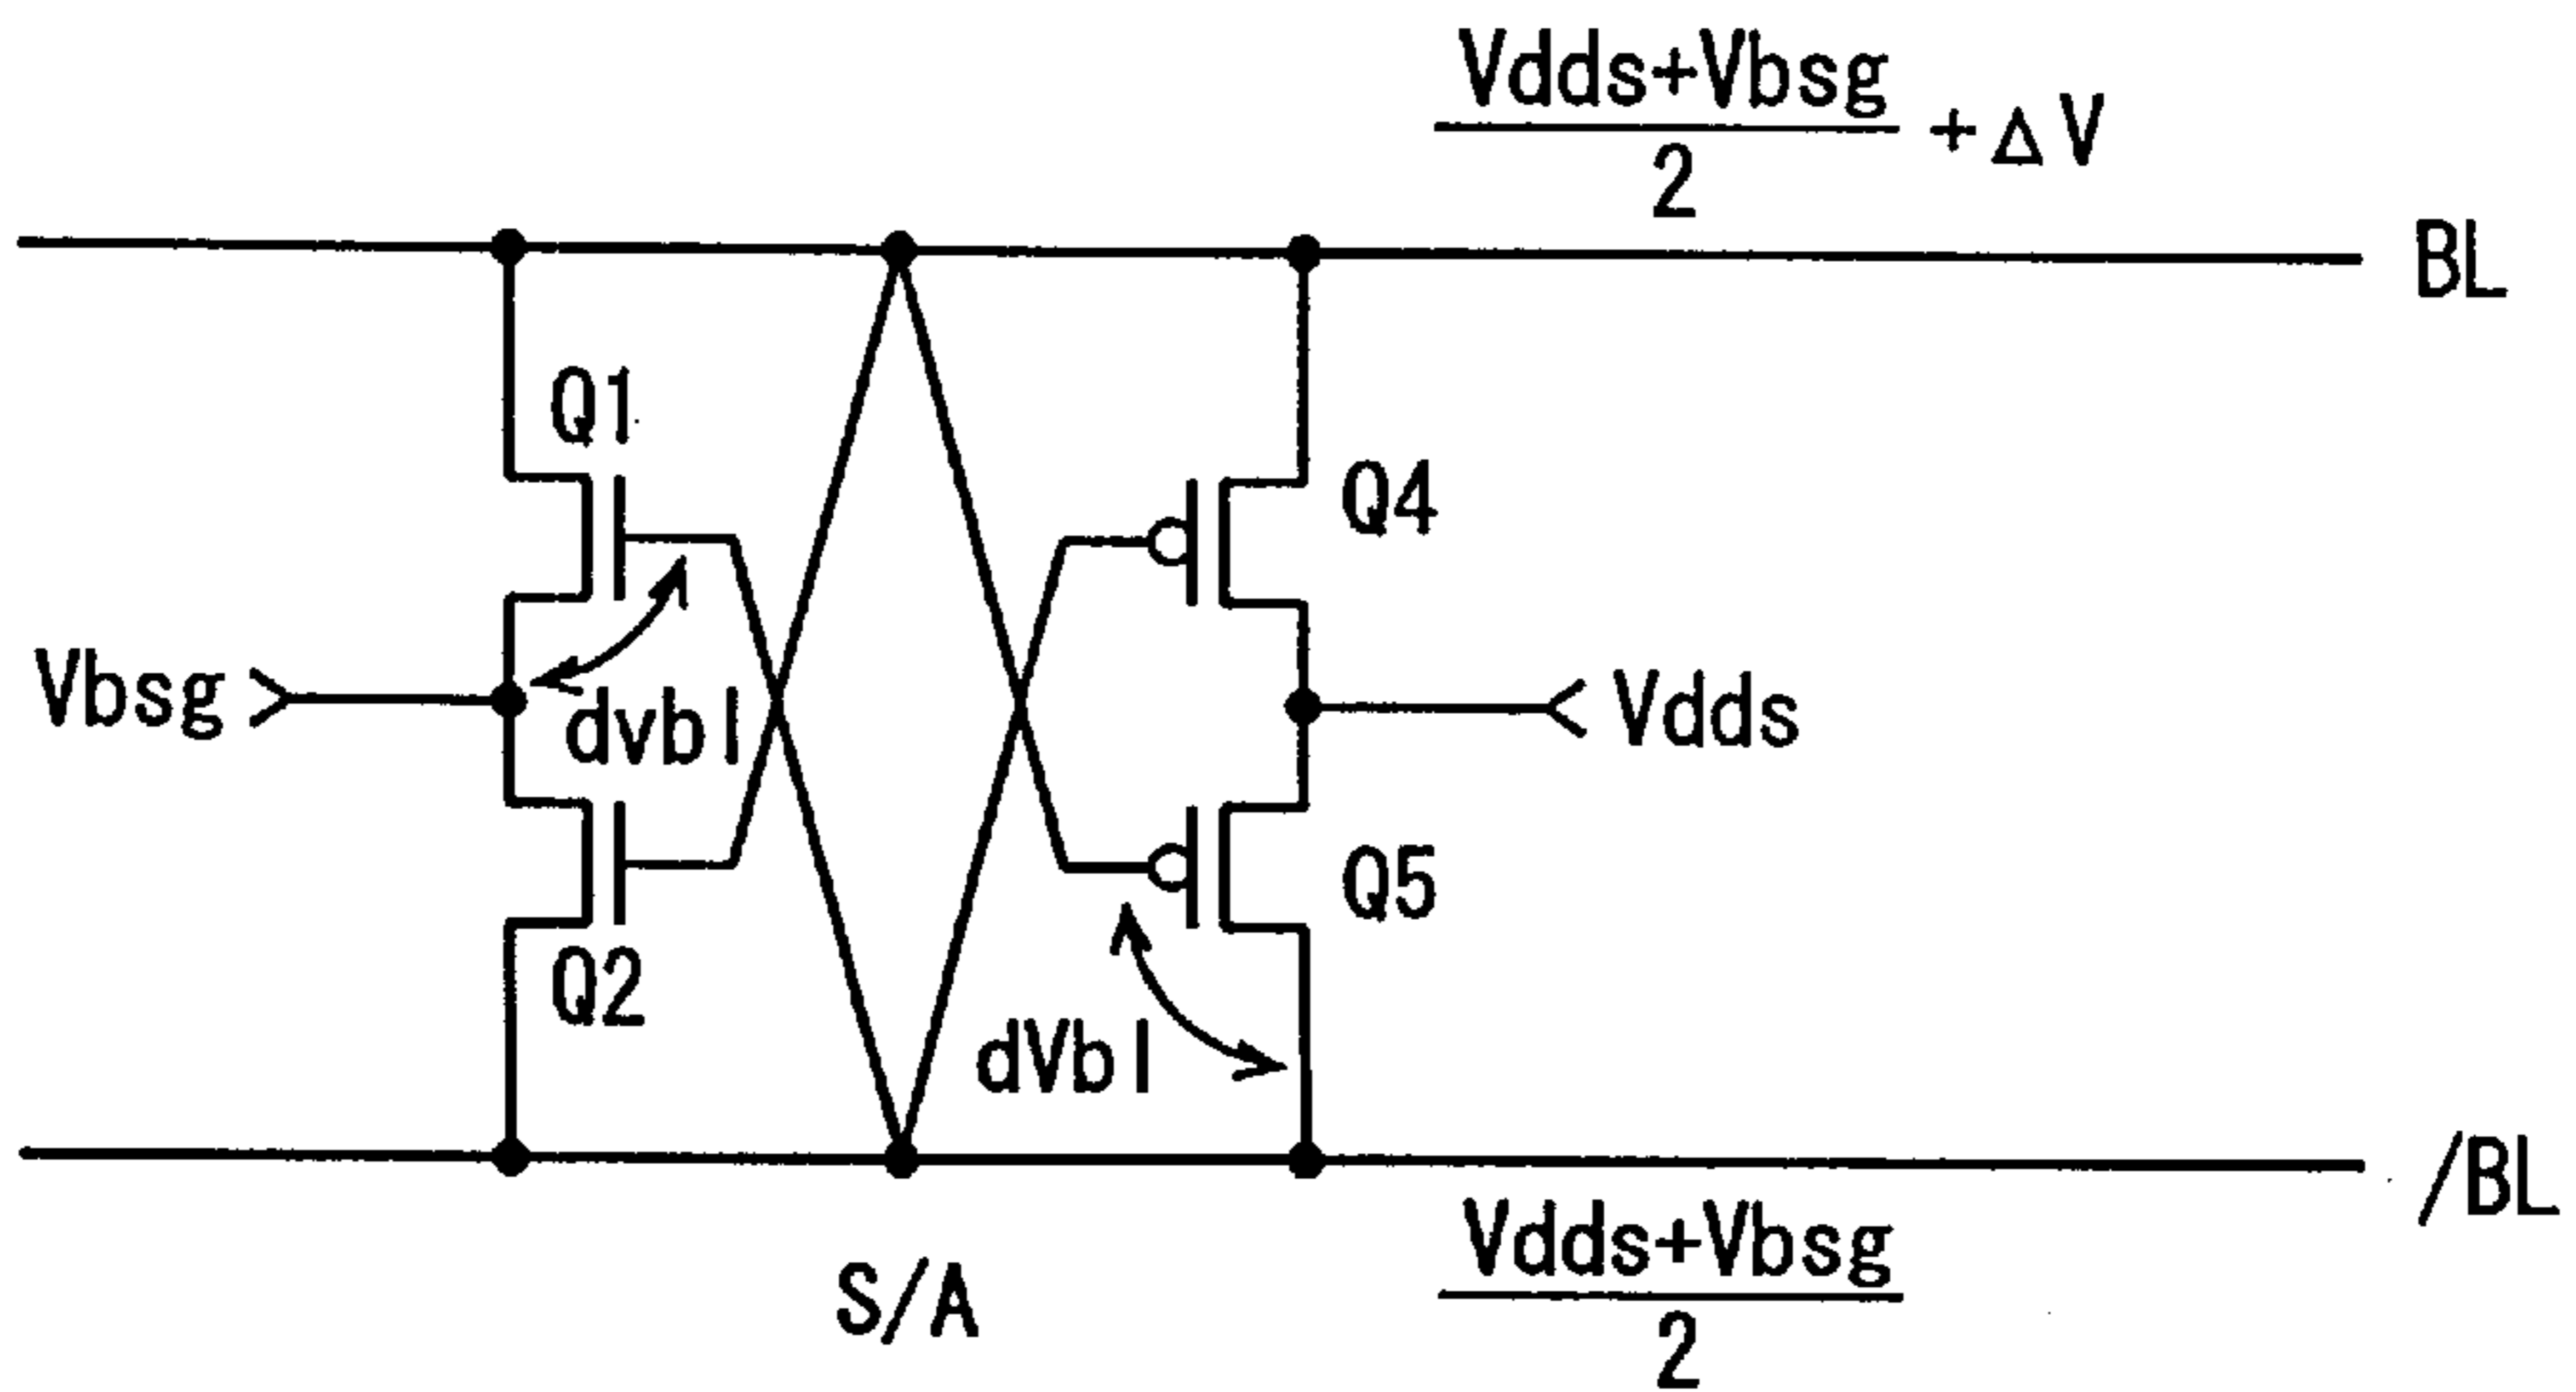 Vdds+Vbsg
2
+ΔV
BL
Q1
Q4
Vbsg
dvbl
Vdds
Q5
Q2
dVbl
/BL
S/A
Vdds+Vbsg
2